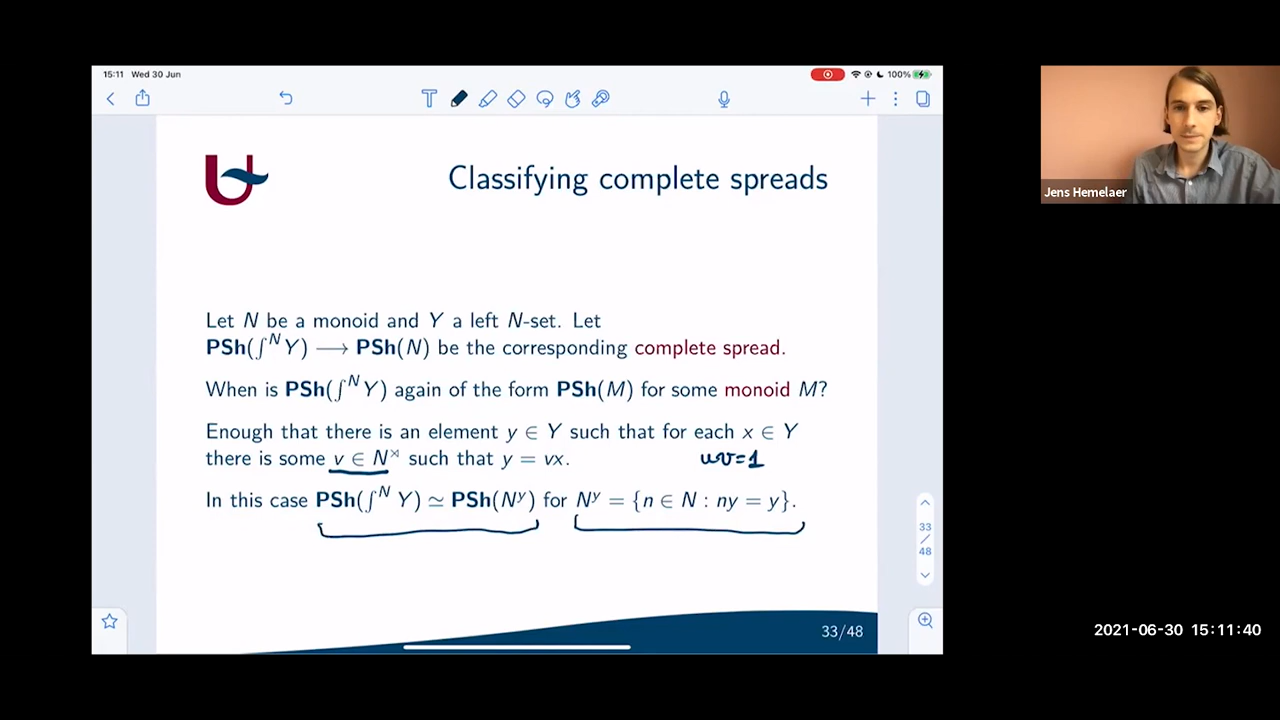 15:11 Wed 30 Jun
100%
Classifying complete spreads
Let N be a monoid and Y a left N-set. Let
PSh(∫ᴺ Y) ⟶ PSh(N) be the corresponding complete spread.
When is PSh(∫ᴺ Y) again of the form PSh(M) for some monoid M?
Enough that there is an element y ∈ Y such that for each x ∈ Y
there is some v ∈ N^⋊ such that y = vx.
uv=1
In this case PSh(∫ᴺ Y) ≃ PSh(Nʸ) for Nʸ = {n ∈ N : ny = y}.
33
/
48
33/48
Jens Hemelaer
2021-06-30 15:11:40